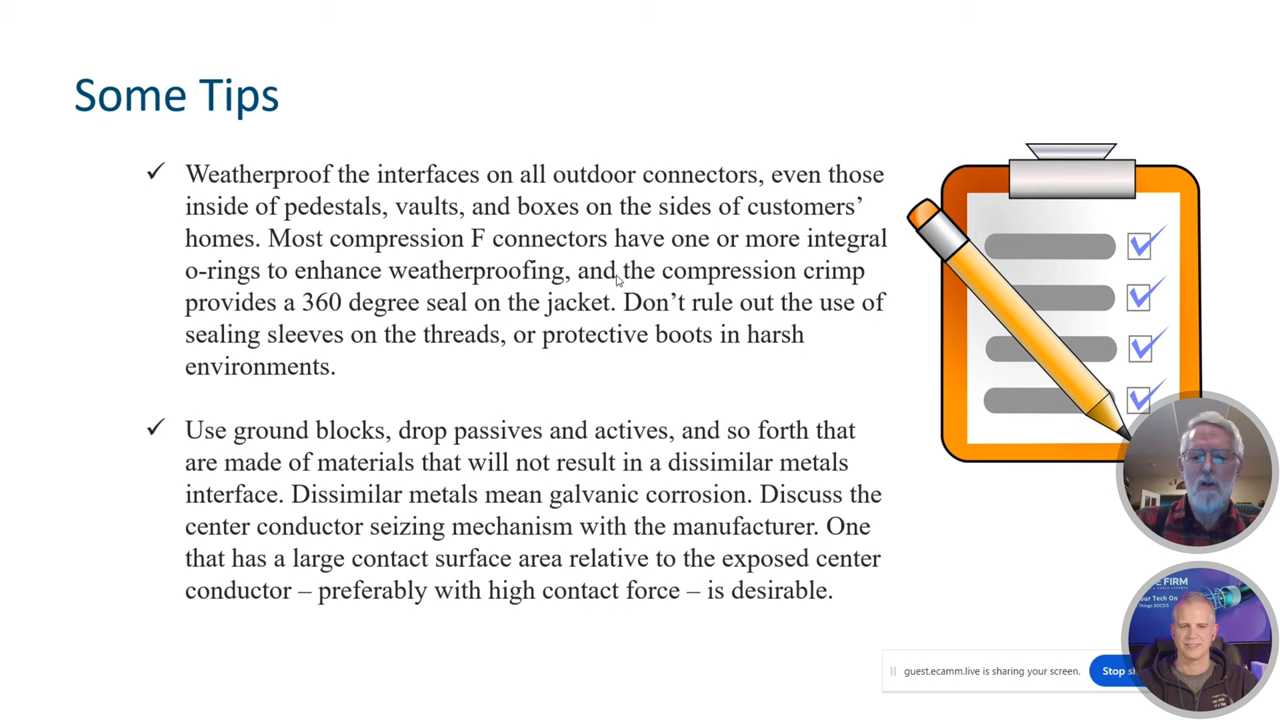 Some Tips
✓ Weatherproof the interfaces on all outdoor connectors, even those
inside of pedestals, vaults, and boxes on the sides of customers’
homes. Most compression F connectors have one or more integral
o-rings to enhance weatherproofing, and the compression crimp
provides a 360 degree seal on the jacket. Don’t rule out the use of
sealing sleeves on the threads, or protective boots in harsh
environments.
✓ Use ground blocks, drop passives and actives, and so forth that
are made of materials that will not result in a dissimilar metals
interface. Dissimilar metals mean galvanic corrosion. Discuss the
center conductor seizing mechanism with the manufacturer. One
that has a large contact surface area relative to the exposed center
conductor – preferably with high contact force – is desirable.
FIRM
Tech On
Things DOCSIS
guest.ecamm.live is sharing your screen.
Stop